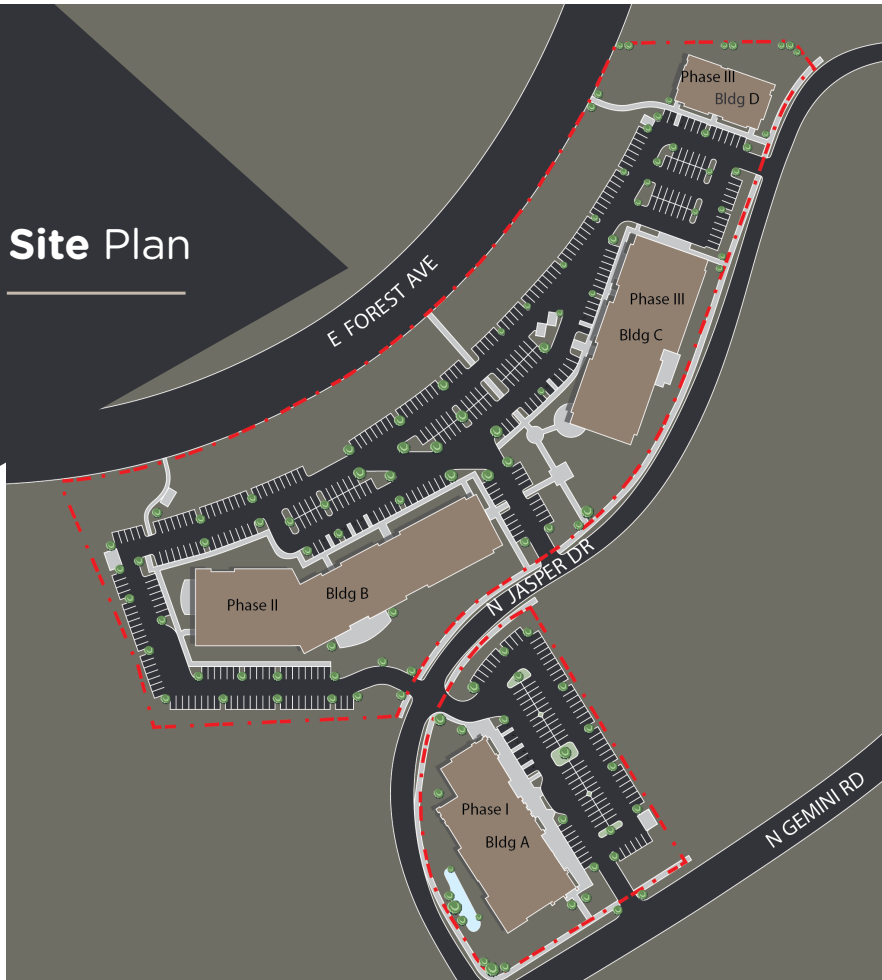 Site Plan
E FOREST AVE
Phase III
Bldg D
Phase III
Bldg C
Phase II
Bldg B
N JASPER DR
Phase I
Bldg A
N GEMINI RD